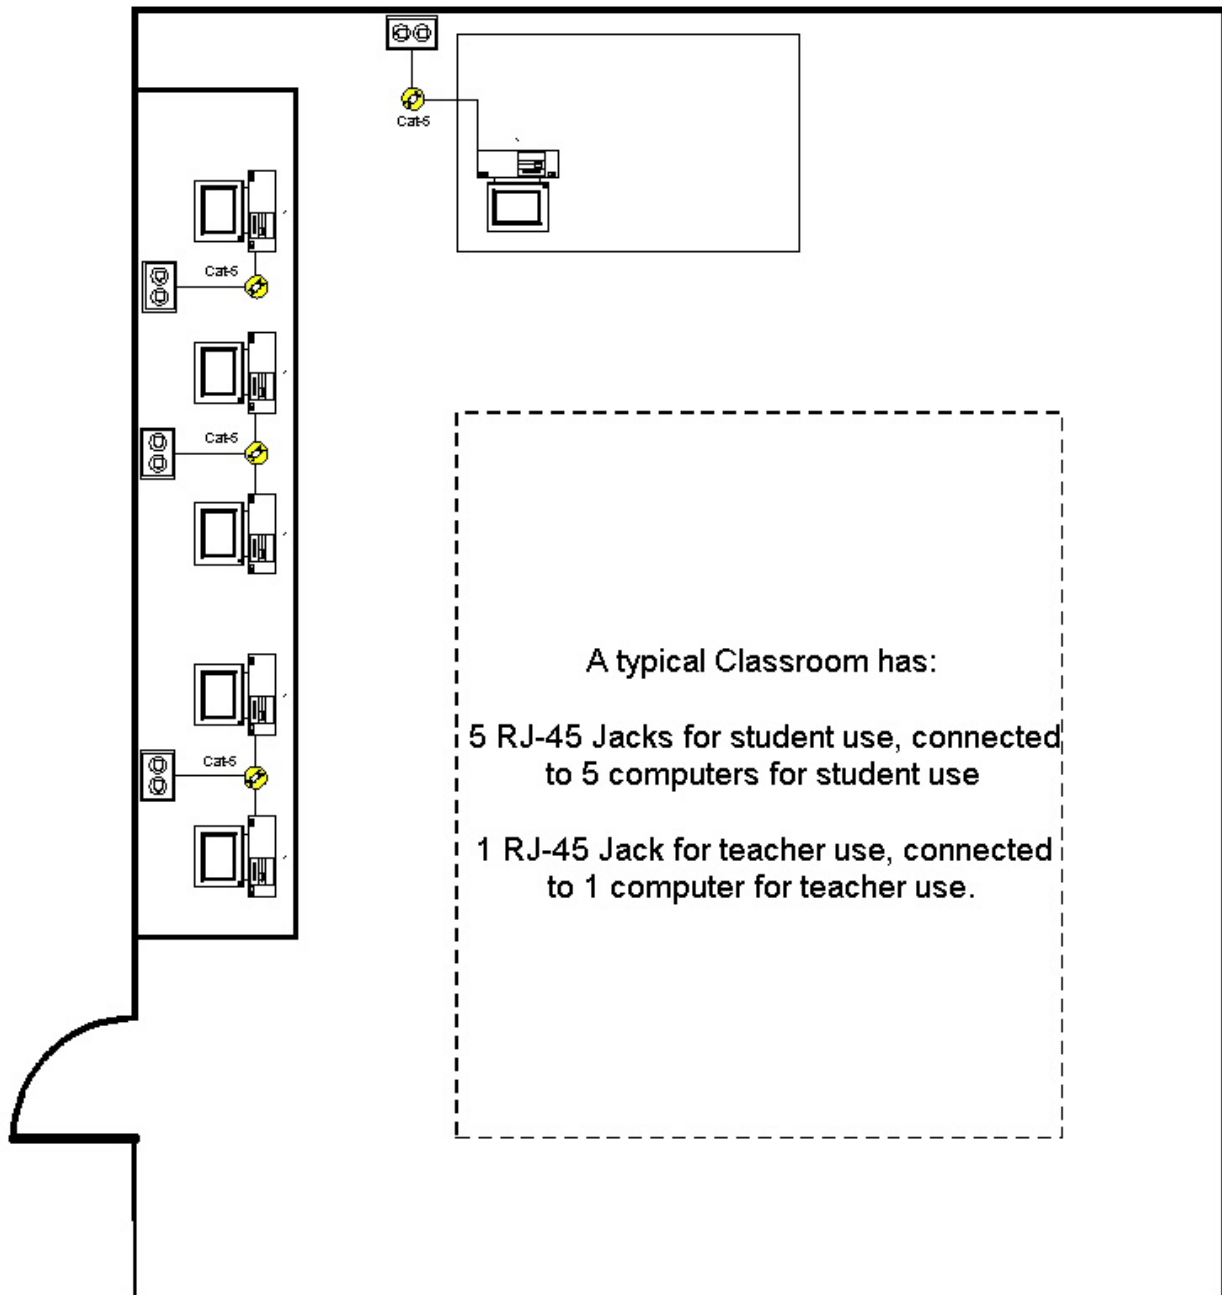 Cat-5
Cat-5
Cat-5
Cat-5
A typical Classroom has:
5 RJ-45 Jacks for student use, connected
to 5 computers for student use
1 RJ-45 Jack for teacher use, connected
to 1 computer for teacher use.